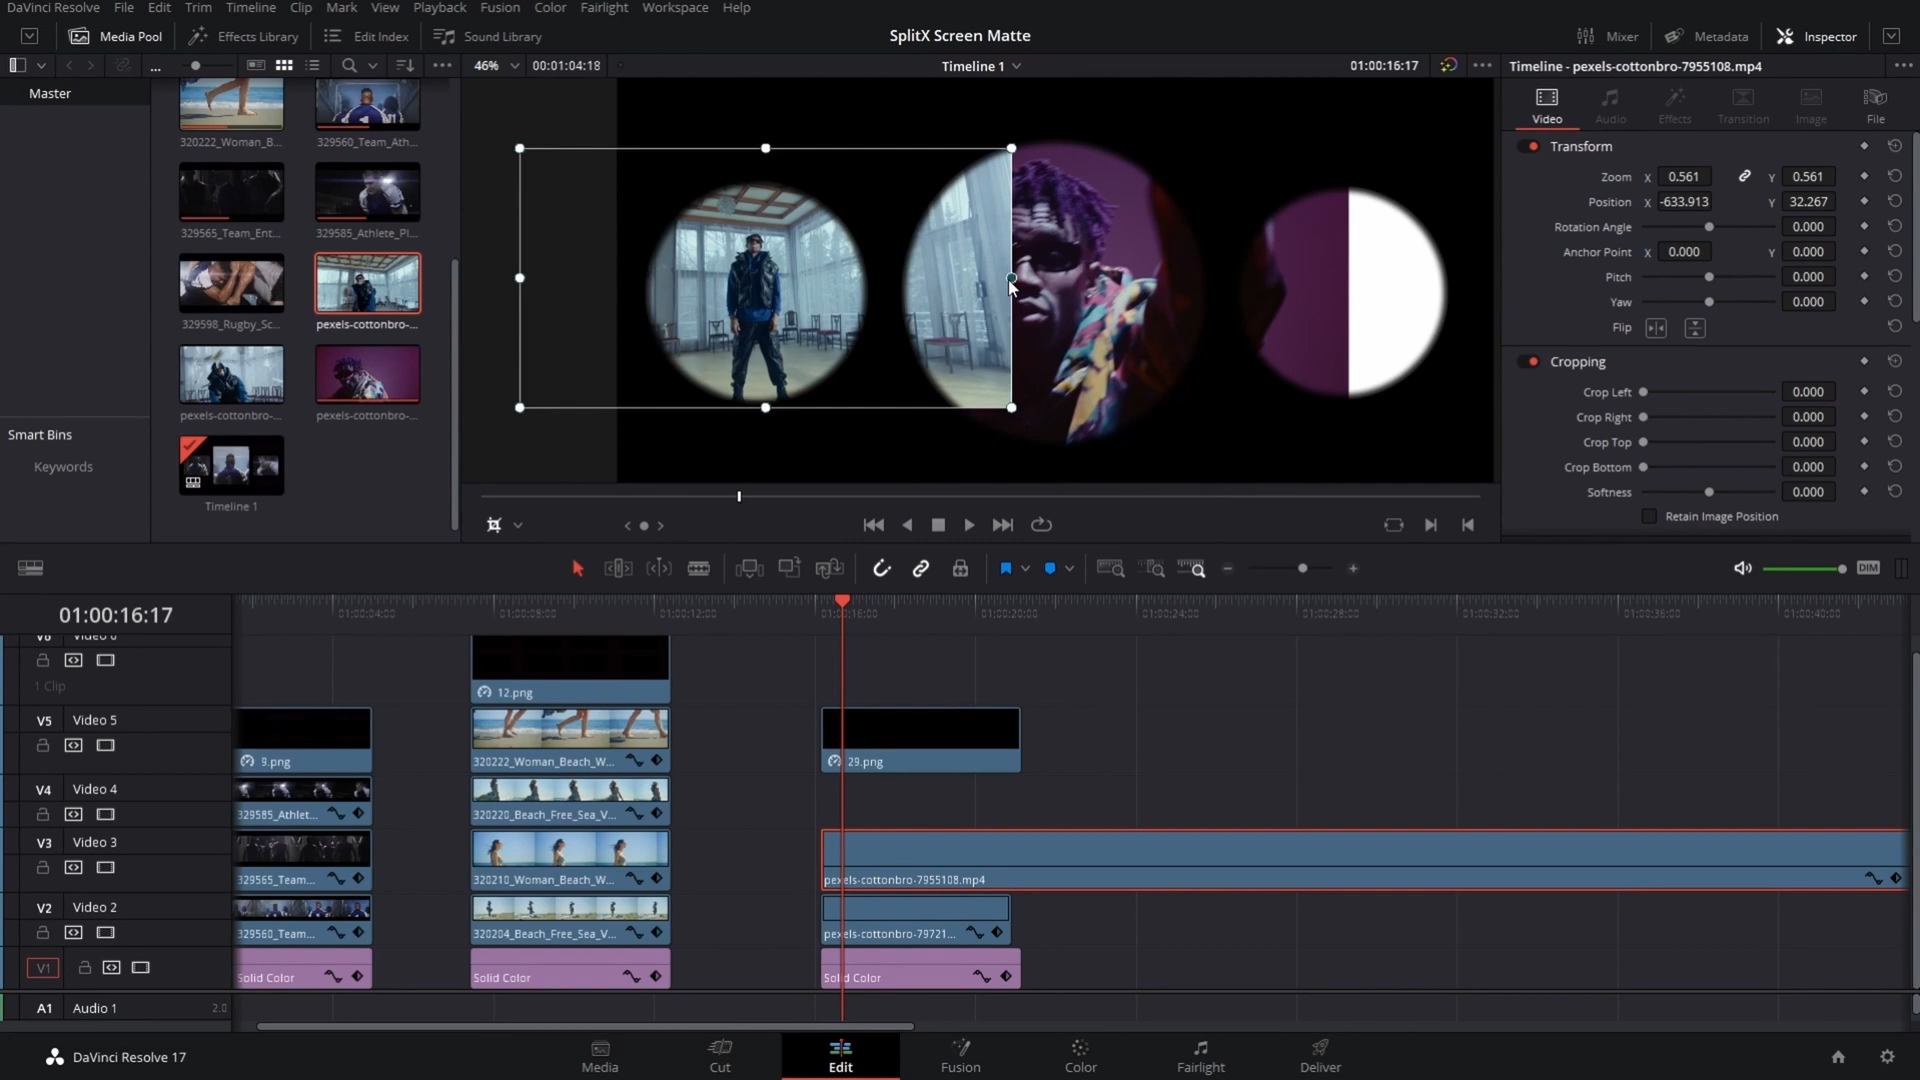 DaVinci Resolve File Edit Trim Timeline Clip Mark View Playback Fusion Color Fairlight Workspace Help
Media Pool Effects Library Edit Index Sound Library SplitX Screen Matte Mixer Metadata Inspector
... 46% 00:01:04:18 Timeline 1 01:00:16:17 Timeline - pexels-cottonbro-7955108.mp4
Master
Video Audio Effects Transition Image File
320222_Woman_B... 329560_Team_Ath...
329565_Team_Ent... 329585_Athlete_Pl...
329598_Rugby_Sc... pexels-cottonbro-...
pexels-cottonbro-... pexels-cottonbro-...
Timeline 1
Smart Bins
Keywords
Transform
Zoom X 0.561 Y 0.561
Position X -633.913 Y 32.267
Rotation Angle 0.000
Anchor Point X 0.000 Y 0.000
Pitch 0.000
Yaw 0.000
Flip
Cropping
Crop Left 0.000
Crop Right 0.000
Crop Top 0.000
Crop Bottom 0.000
Softness 0.000
Retain Image Position
DIM
01:00:16:17 01:00:04:00 01:00:08:00 01:00:12:00 01:00:16:00 01:00:20:00 01:00:24:00 01:00:28:00 01:00:32:00 01:00:36:00 01:00:40:00
V6 Video 6
1 Clip 12.png
V5 Video 5
9.png 320222_Woman_Beach_W... 29.png
V4 Video 4
329585_Athlet... 320220_Beach_Free_Sea_V...
V3 Video 3
329565_Team... 320210_Woman_Beach_W... pexels-cottonbro-7955108.mp4
V2 Video 2
329560_Team... 320204_Beach_Free_Sea_V... pexels-cottonbro-79721...
V1 Solid Color Solid Color Solid Color
A1 Audio 1 2.0
DaVinci Resolve 17 Media Cut Edit Fusion Color Fairlight Deliver